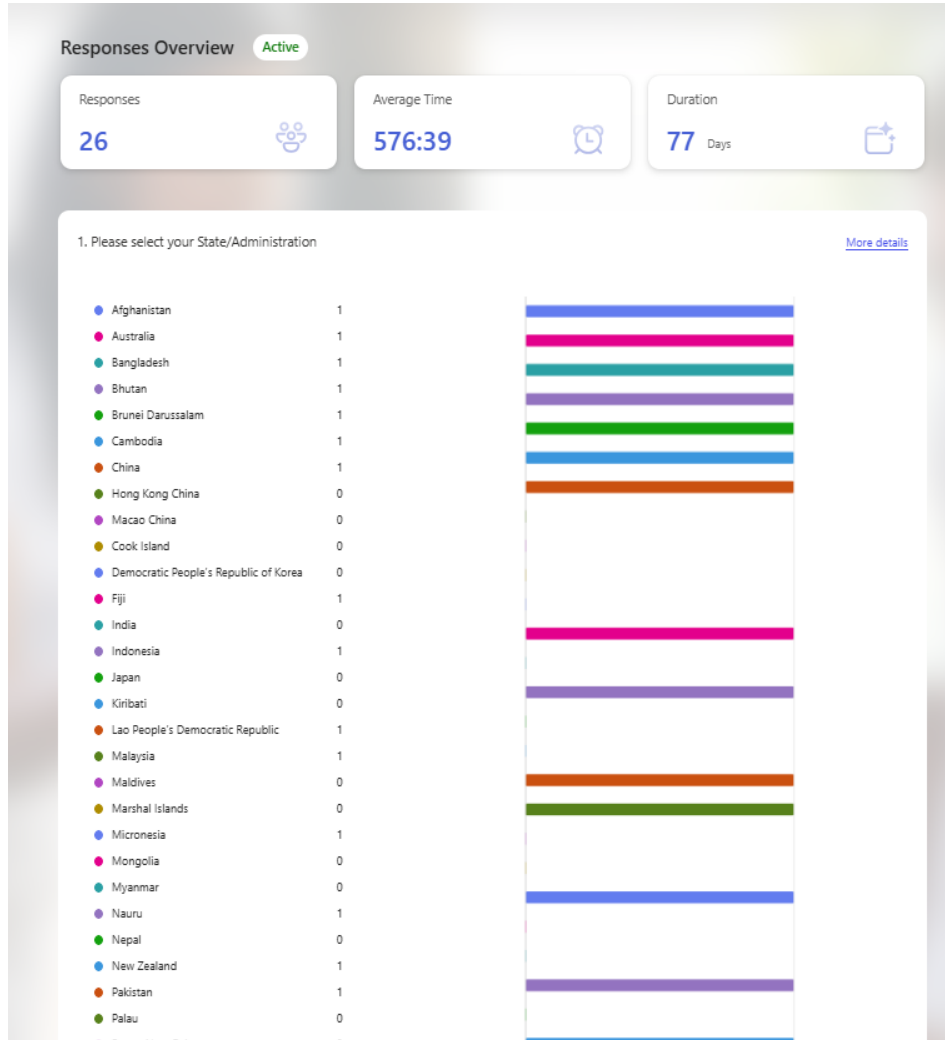 Responses Overview Active
Responses
26
Average Time
576:39
Duration
77 Days
1. Please select your State/Administration
More details
Afghanistan 1
Australia 1
Bangladesh 1
Bhutan 1
Brunei Darussalam 1
Cambodia 1
China 1
Hong Kong China 0
Macao China 0
Cook Island 0
Democratic People's Republic of Korea 0
Fiji 1
India 0
Indonesia 1
Japan 0
Kiribati 0
Lao People's Democratic Republic 1
Malaysia 1
Maldives 0
Marshal Islands 0
Micronesia 1
Mongolia 0
Myanmar 0
Nauru 1
Nepal 0
New Zealand 1
Pakistan 1
Palau 0